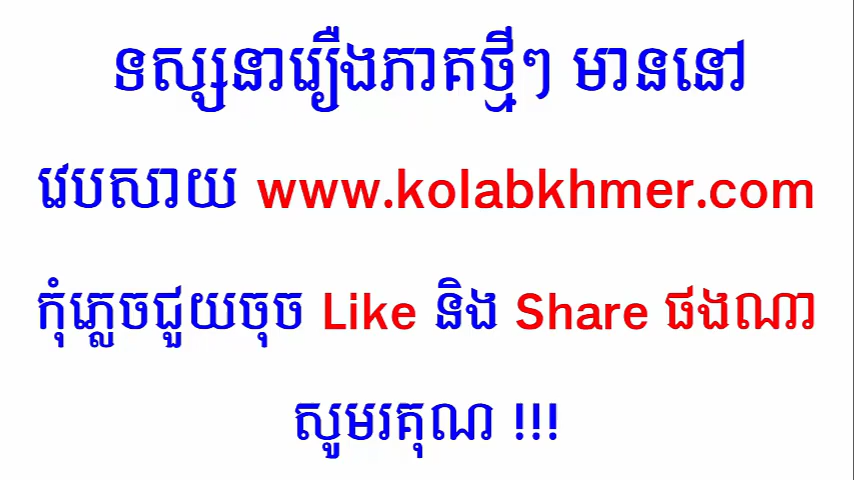 ទស្សនារឿងភាគថ្មីៗ មាននៅ
វេបសាយ www.kolabkhmer.com
កុំភ្លេចជួយចុច Like និង Share ផងណា
សូមរគុណ !!!